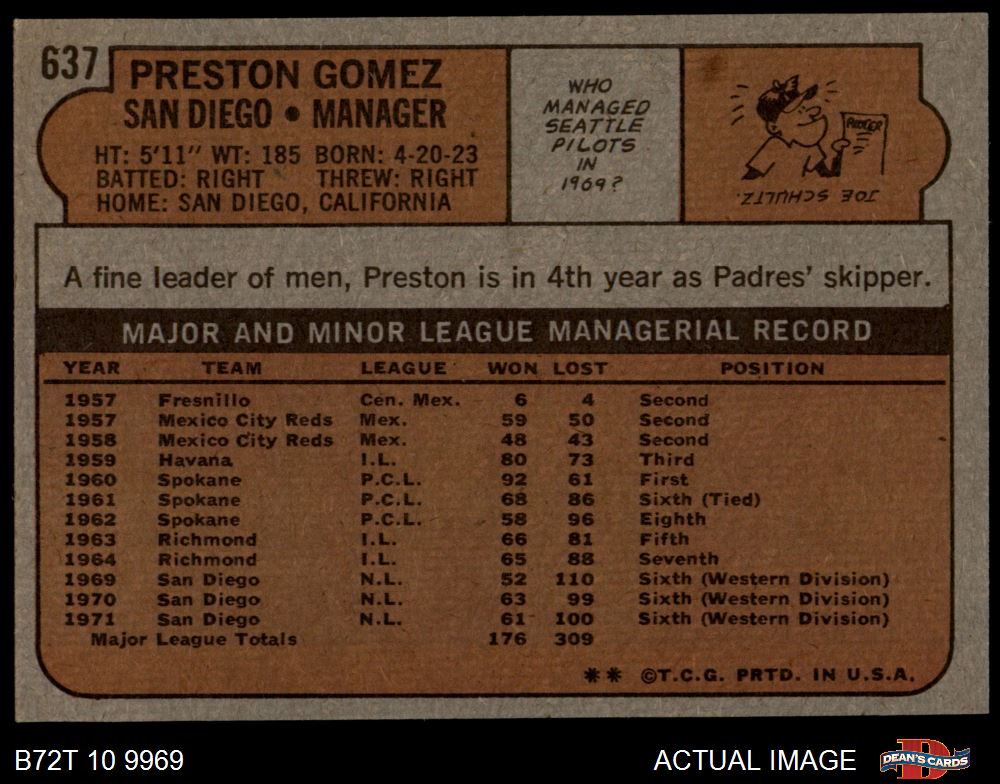 637
PRESTON GOMEZ
SAN DIEGO • MANAGER
HT: 5'11" WT: 185 BORN: 4-20-23
BATTED: RIGHT THREW: RIGHT
HOME: SAN DIEGO, CALIFORNIA
WHO
MANAGED
SEATTLE
PILOTS
IN
1969?
ROSTER
JOE SCHULTZ.
A fine leader of men, Preston is in 4th year as Padres' skipper.
MAJOR AND MINOR LEAGUE MANAGERIAL RECORD
YEAR TEAM LEAGUE WON LOST POSITION
1957 Fresnillo Cen. Mex. 6 4 Second
1957 Mexico City Reds Mex. 59 50 Second
1958 Mexico City Reds Mex. 48 43 Second
1959 Havana I.L. 80 73 Third
1960 Spokane P.C.L. 92 61 First
1961 Spokane P.C.L. 68 86 Sixth (Tied)
1962 Spokane P.C.L. 58 96 Eighth
1963 Richmond I.L. 66 81 Fifth
1964 Richmond I.L. 65 88 Seventh
1969 San Diego N.L. 52 110 Sixth (Western Division)
1970 San Diego N.L. 63 99 Sixth (Western Division)
1971 San Diego N.L. 61 100 Sixth (Western Division)
Major League Totals 176 309
** ©T.C.G. PRTD. IN U.S.A.
B72T 10 9969 ACTUAL IMAGE DEAN'S CARDS